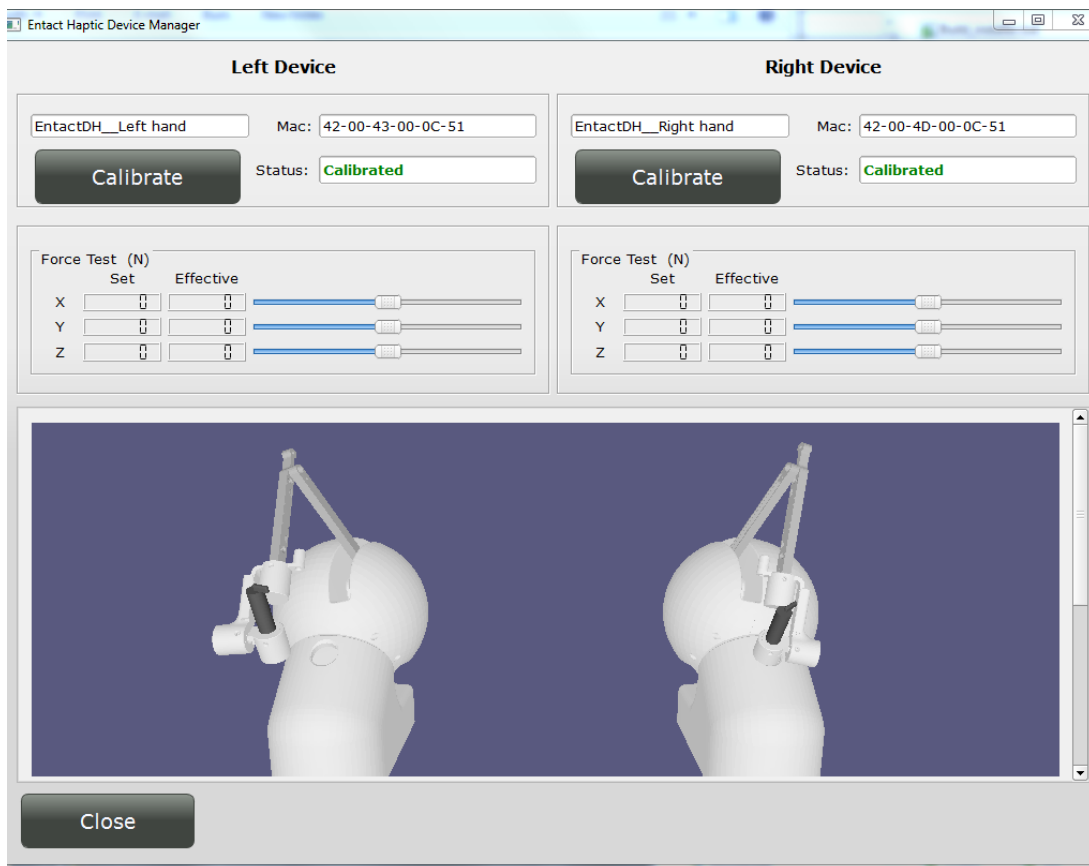 Entact Haptic Device Manager
Left Device
Right Device
EntactDH__Left hand
Mac: 42-00-43-00-0C-51
Calibrate
Status: Calibrated
EntactDH__Right hand
Mac: 42-00-4D-00-0C-51
Calibrate
Status: Calibrated
Force Test (N)
Set Effective
X 0 0
Y 0 0
Z 0 0
Force Test (N)
Set Effective
X 0 0
Y 0 0
Z 0 0
Close